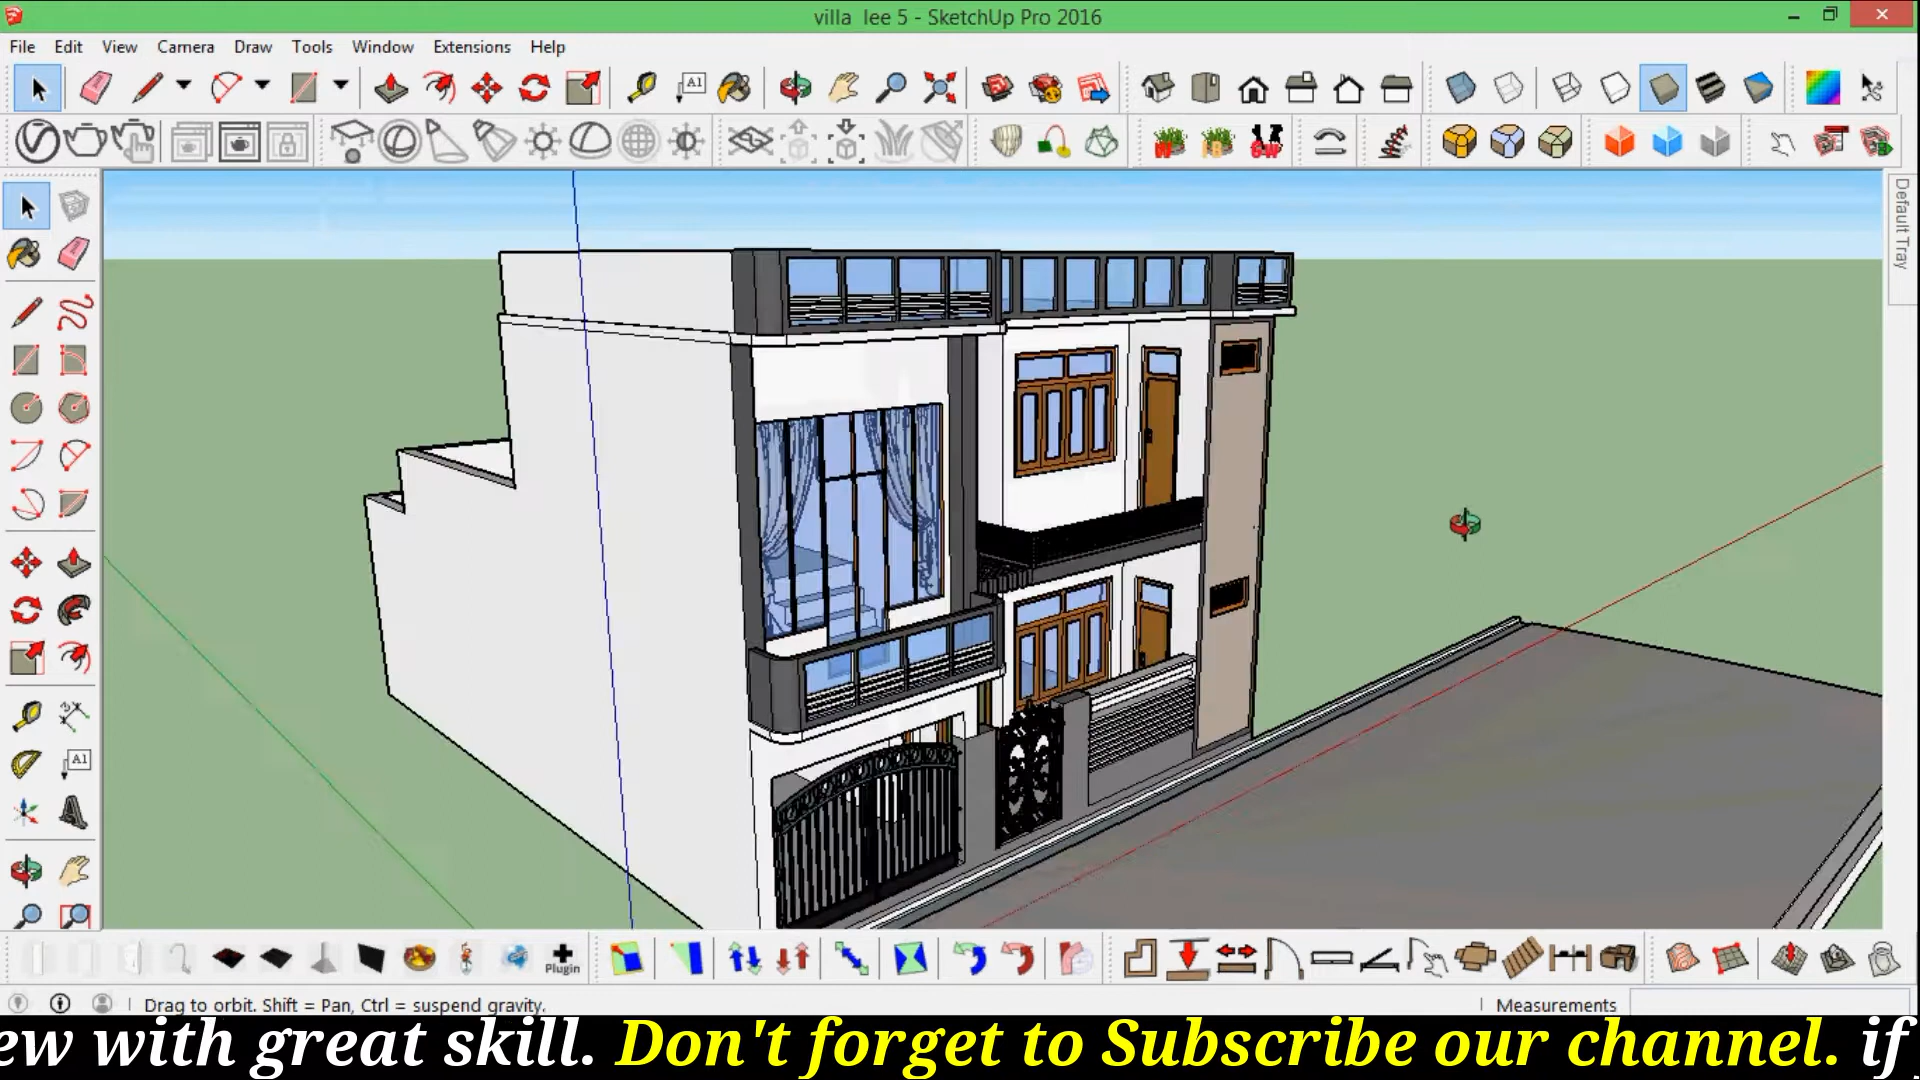 villa lee 5 - SketchUp Pro 2016
File Edit View Camera Draw Tools Window Extensions Help
A1
Default Tray
A1
Plugin
Drag to orbit. Shift = Pan, Ctrl = suspend gravity.
Measurements
ew with great skill. Don't forget to Subscribe our channel. if